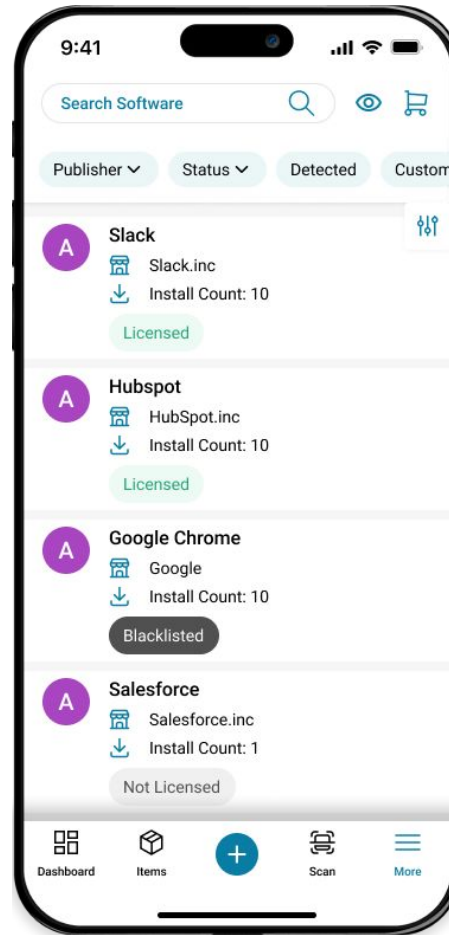 9:41
Search Software
Publisher Status Detected Custom
A Slack
Slack.inc
Install Count: 10
Licensed
A Hubspot
HubSpot.inc
Install Count: 10
Licensed
A Google Chrome
Google
Install Count: 10
Blacklisted
A Salesforce
Salesforce.inc
Install Count: 1
Not Licensed
Dashboard Items Scan More